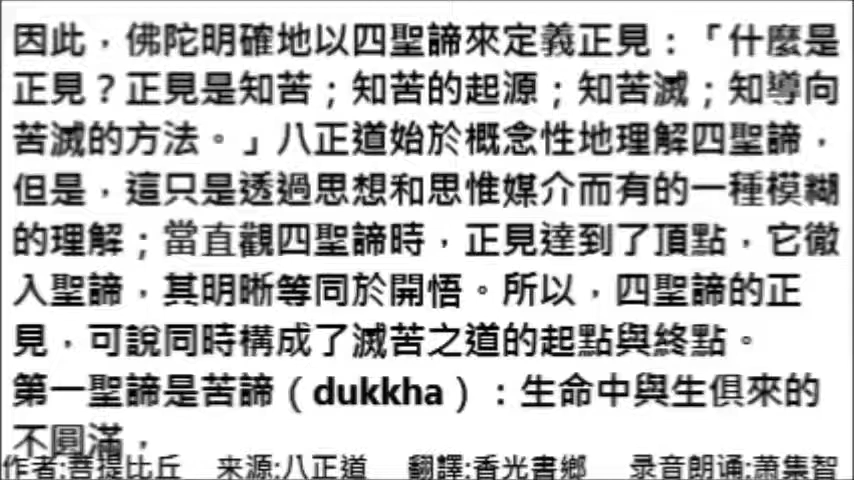 因此，佛陀明確地以四聖諦來定義正見：「什麼是
正見？正見是知苦；知苦的起源；知苦滅；知導向
苦滅的方法。」八正道始於概念性地理解四聖諦，
但是，這只是透過思想和思惟媒介而有的一種模糊
的理解；當直觀四聖諦時，正見達到了頂點，它徹
入聖諦，其明晰等同於開悟。所以，四聖諦的正
見，可說同時構成了滅苦之道的起點與終點。
第一聖諦是苦諦（dukkha）：生命中與生俱來的
不圓滿，
作者:菩提比丘 来源:八正道 翻譯:香光書鄉 录音朗诵:蕭集智